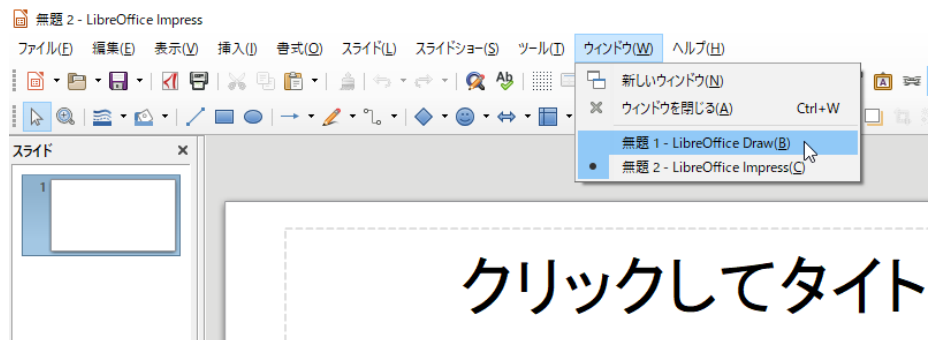 無題 2 - LibreOffice Impress
ファイル(F) 編集(E) 表示(V) 挿入(I) 書式(O) スライド(L) スライドショー(S) ツール(T) ウィンドウ(W) ヘルプ(H)
新しいウィンドウ(N)
ウィンドウを閉じる(A) Ctrl+W
無題 1 - LibreOffice Draw(B)
無題 2 - LibreOffice Impress(C)
スライド
1
クリックしてタイト